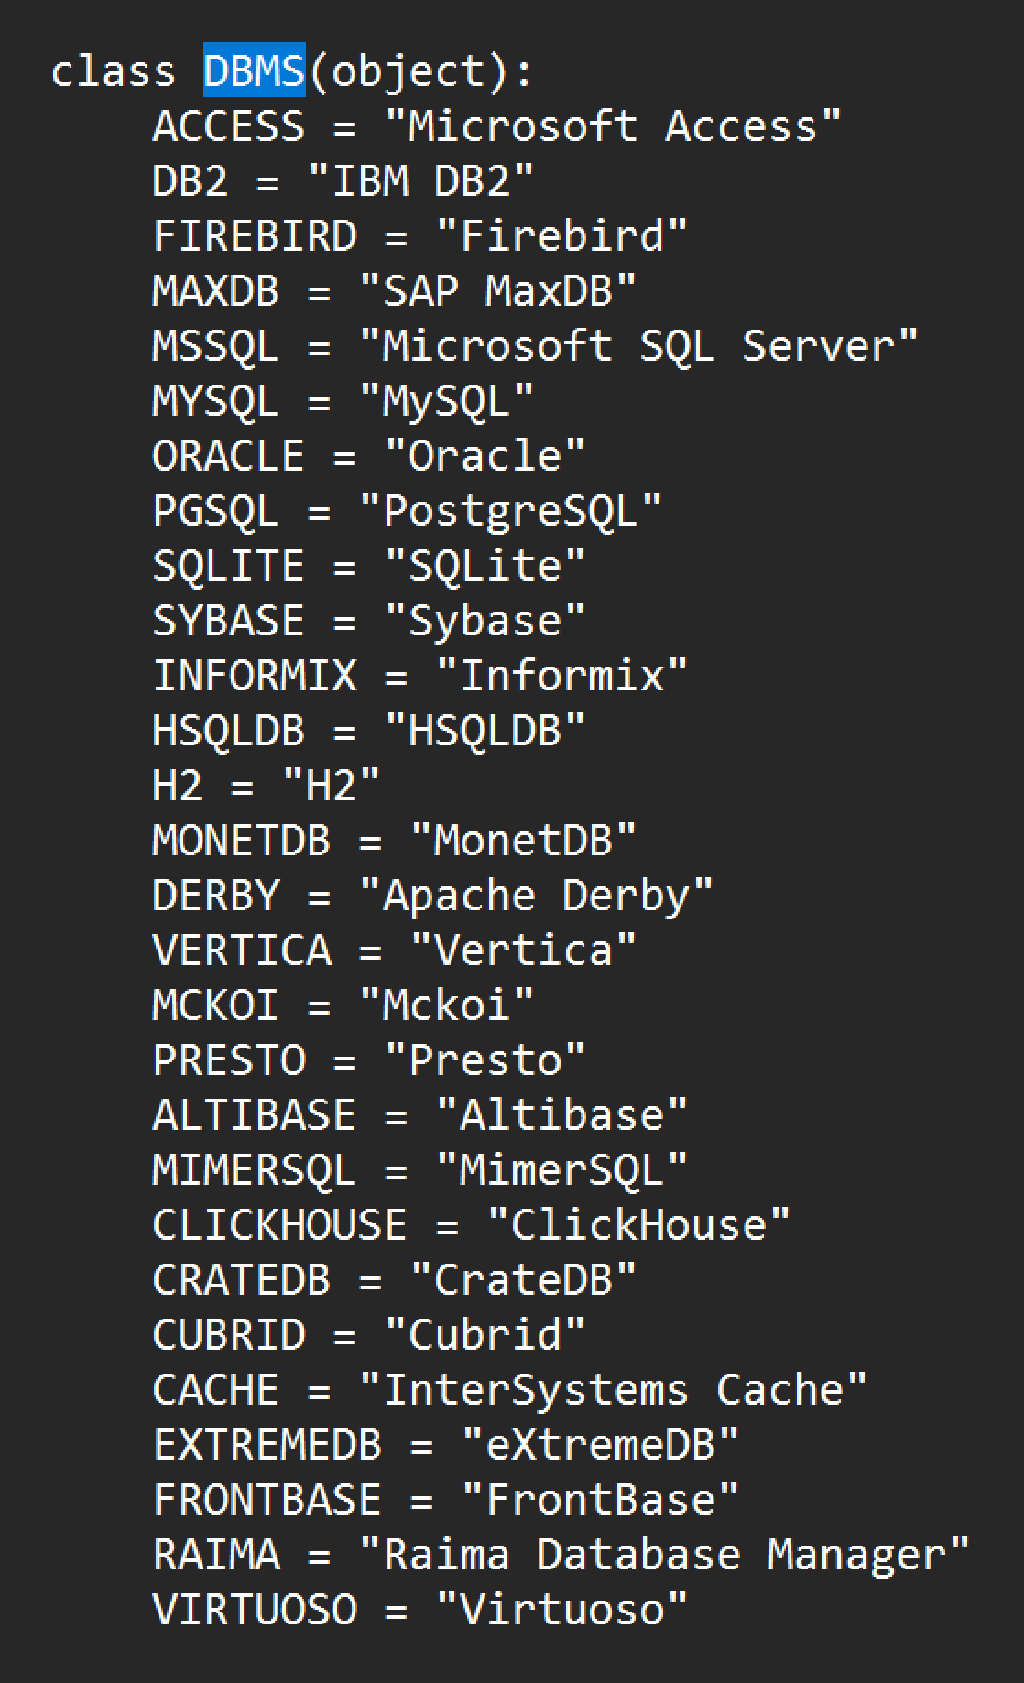 class DBMS(object):
    ACCESS = "Microsoft Access"
    DB2 = "IBM DB2"
    FIREBIRD = "Firebird"
    MAXDB = "SAP MaxDB"
    MSSQL = "Microsoft SQL Server"
    MYSQL = "MySQL"
    ORACLE = "Oracle"
    PGSQL = "PostgreSQL"
    SQLITE = "SQLite"
    SYBASE = "Sybase"
    INFORMIX = "Informix"
    HSQLDB = "HSQLDB"
    H2 = "H2"
    MONETDB = "MonetDB"
    DERBY = "Apache Derby"
    VERTICA = "Vertica"
    MCKOI = "Mckoi"
    PRESTO = "Presto"
    ALTIBASE = "Altibase"
    MIMERSQL = "MimerSQL"
    CLICKHOUSE = "ClickHouse"
    CRATEDB = "CrateDB"
    CUBRID = "Cubrid"
    CACHE = "InterSystems Cache"
    EXTREMEDB = "eXtremeDB"
    FRONTBASE = "FrontBase"
    RAIMA = "Raima Database Manager"
    VIRTUOSO = "Virtuoso"